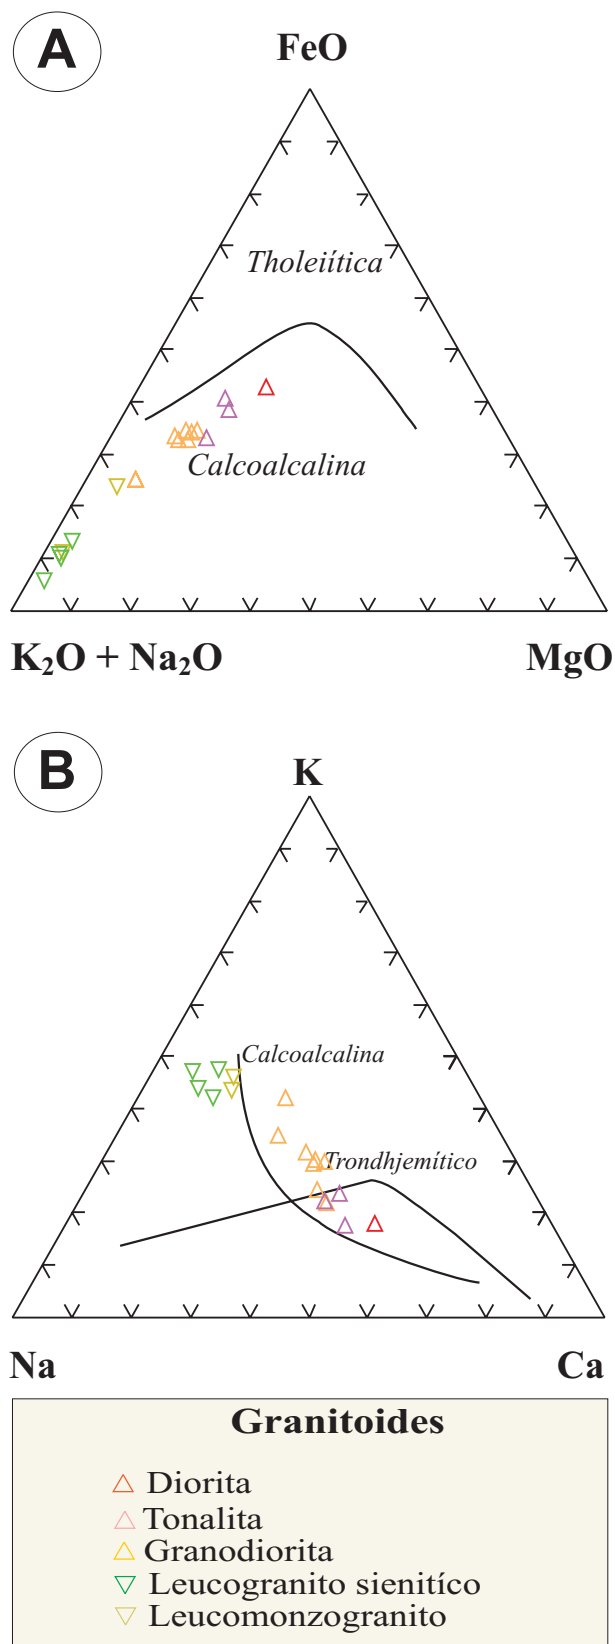 A
FeO
Tholeiítica
Calcoalcalina
K₂O + Na₂O MgO
B
K
Calcoalcalina
Trondhjemítico
Na Ca
Granitoides
Diorita
Tonalita
Granodiorita
Leucogranito sienitíco
Leucomonzogranito